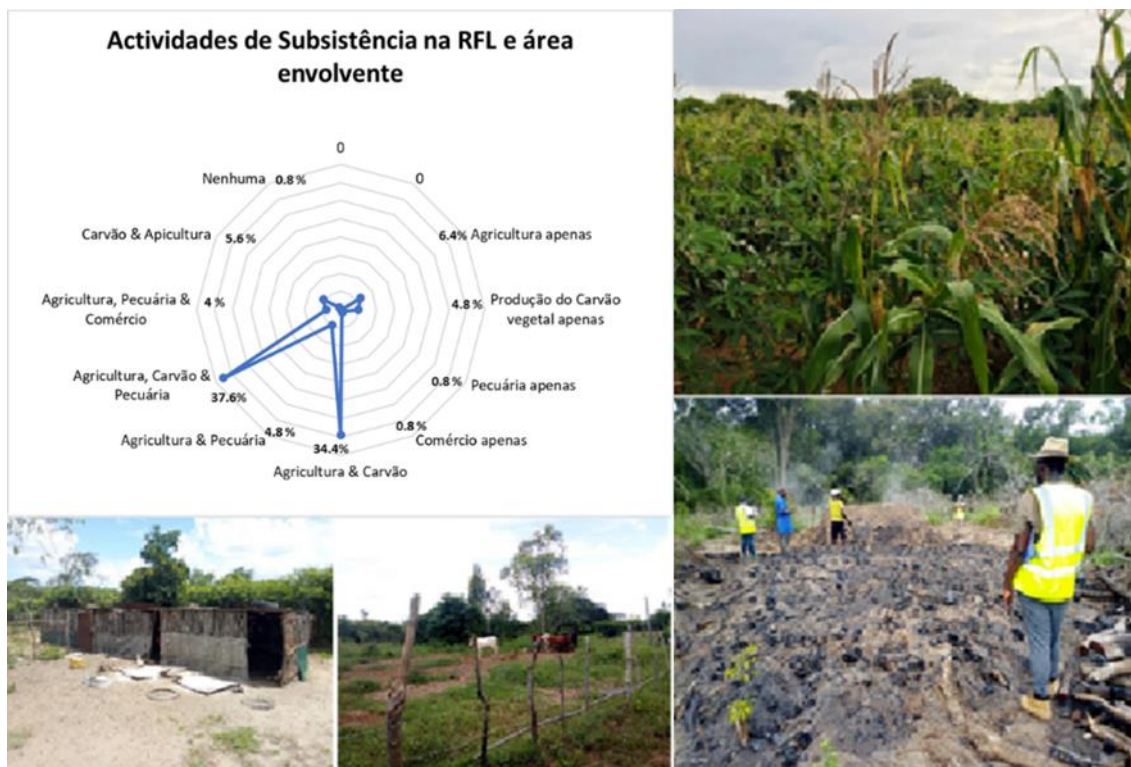 Actividades de Subsistência na RFL e área
envolvente
0
0
6.4% Agricultura apenas
4.8% Produção do Carvão
vegetal apenas
0.8% Pecuária apenas
0.8% Comércio apenas
34.4%
Agricultura & Carvão
4.8%
Agricultura & Pecuária
Agricultura, Carvão &
Pecuária
37.6%
Agricultura, Pecuária &
Comércio
4 %
Carvão & Apicultura 5.6%
Nenhuma 0.8%